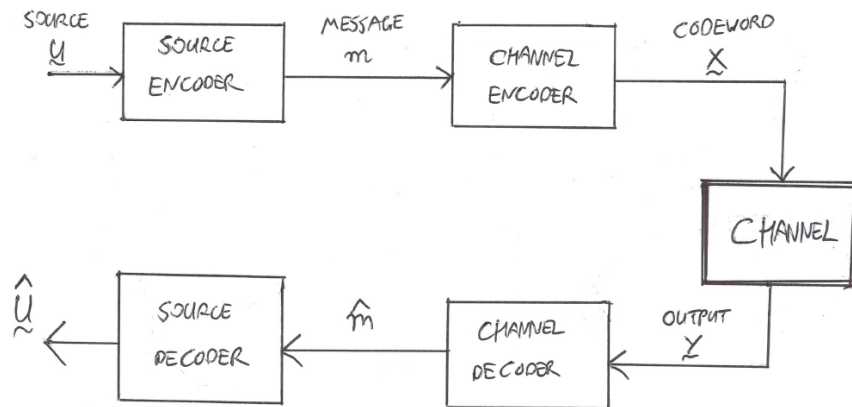 SOURCE
U
SOURCE
ENCODER
MESSAGE
m
CHANNEL
ENCODER
CODEWORD
X
CHANNEL
OUTPUT
Y
CHANNEL
DECODER
m̂
SOURCE
DECODER
Û